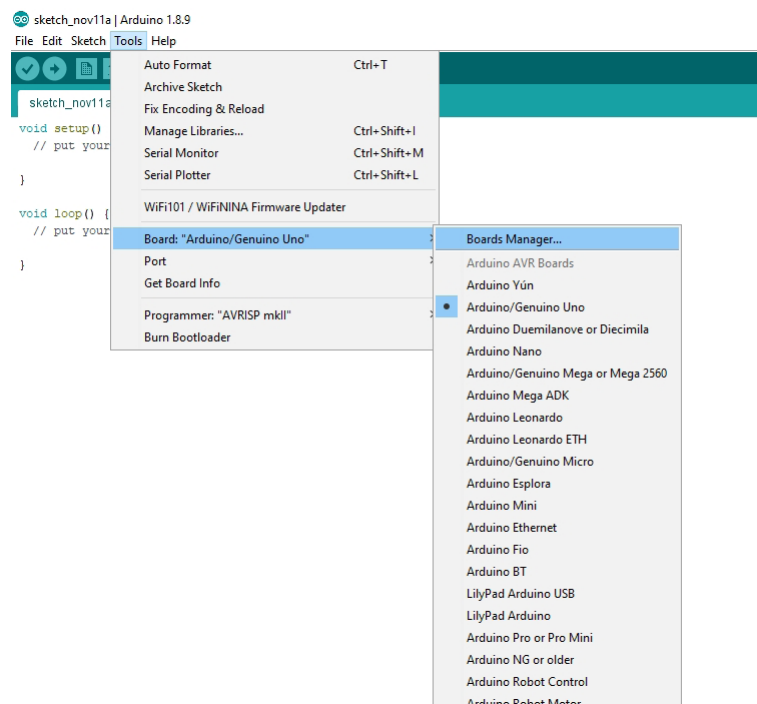 sketch_nov11a | Arduino 1.8.9
File Edit Sketch Tools Help
sketch_nov11a
void setup()
// put your
}
void loop() {
// put your
}
Auto Format Ctrl+T
Archive Sketch
Fix Encoding & Reload
Manage Libraries... Ctrl+Shift+I
Serial Monitor Ctrl+Shift+M
Serial Plotter Ctrl+Shift+L
WiFi101 / WiFiNINA Firmware Updater
Board: "Arduino/Genuino Uno"
Port
Get Board Info
Programmer: "AVRISP mkII"
Burn Bootloader
Boards Manager...
Arduino AVR Boards
Arduino Yún
Arduino/Genuino Uno
Arduino Duemilanove or Diecimila
Arduino Nano
Arduino/Genuino Mega or Mega 2560
Arduino Mega ADK
Arduino Leonardo
Arduino Leonardo ETH
Arduino/Genuino Micro
Arduino Esplora
Arduino Mini
Arduino Ethernet
Arduino Fio
Arduino BT
LilyPad Arduino USB
LilyPad Arduino
Arduino Pro or Pro Mini
Arduino NG or older
Arduino Robot Control
Arduino Robot Motor